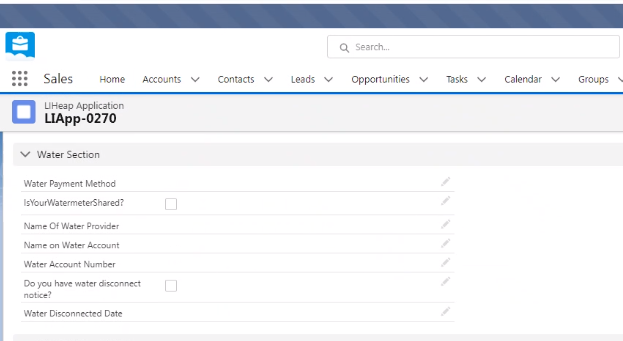 Search...
Sales Home Accounts Contacts Leads Opportunities Tasks Calendar Groups
LIHeap Application
LIApp-0270
Water Section
Water Payment Method
IsYourWatermeterShared?
Name Of Water Provider
Name on Water Account
Water Account Number
Do you have water disconnect
notice?
Water Disconnected Date